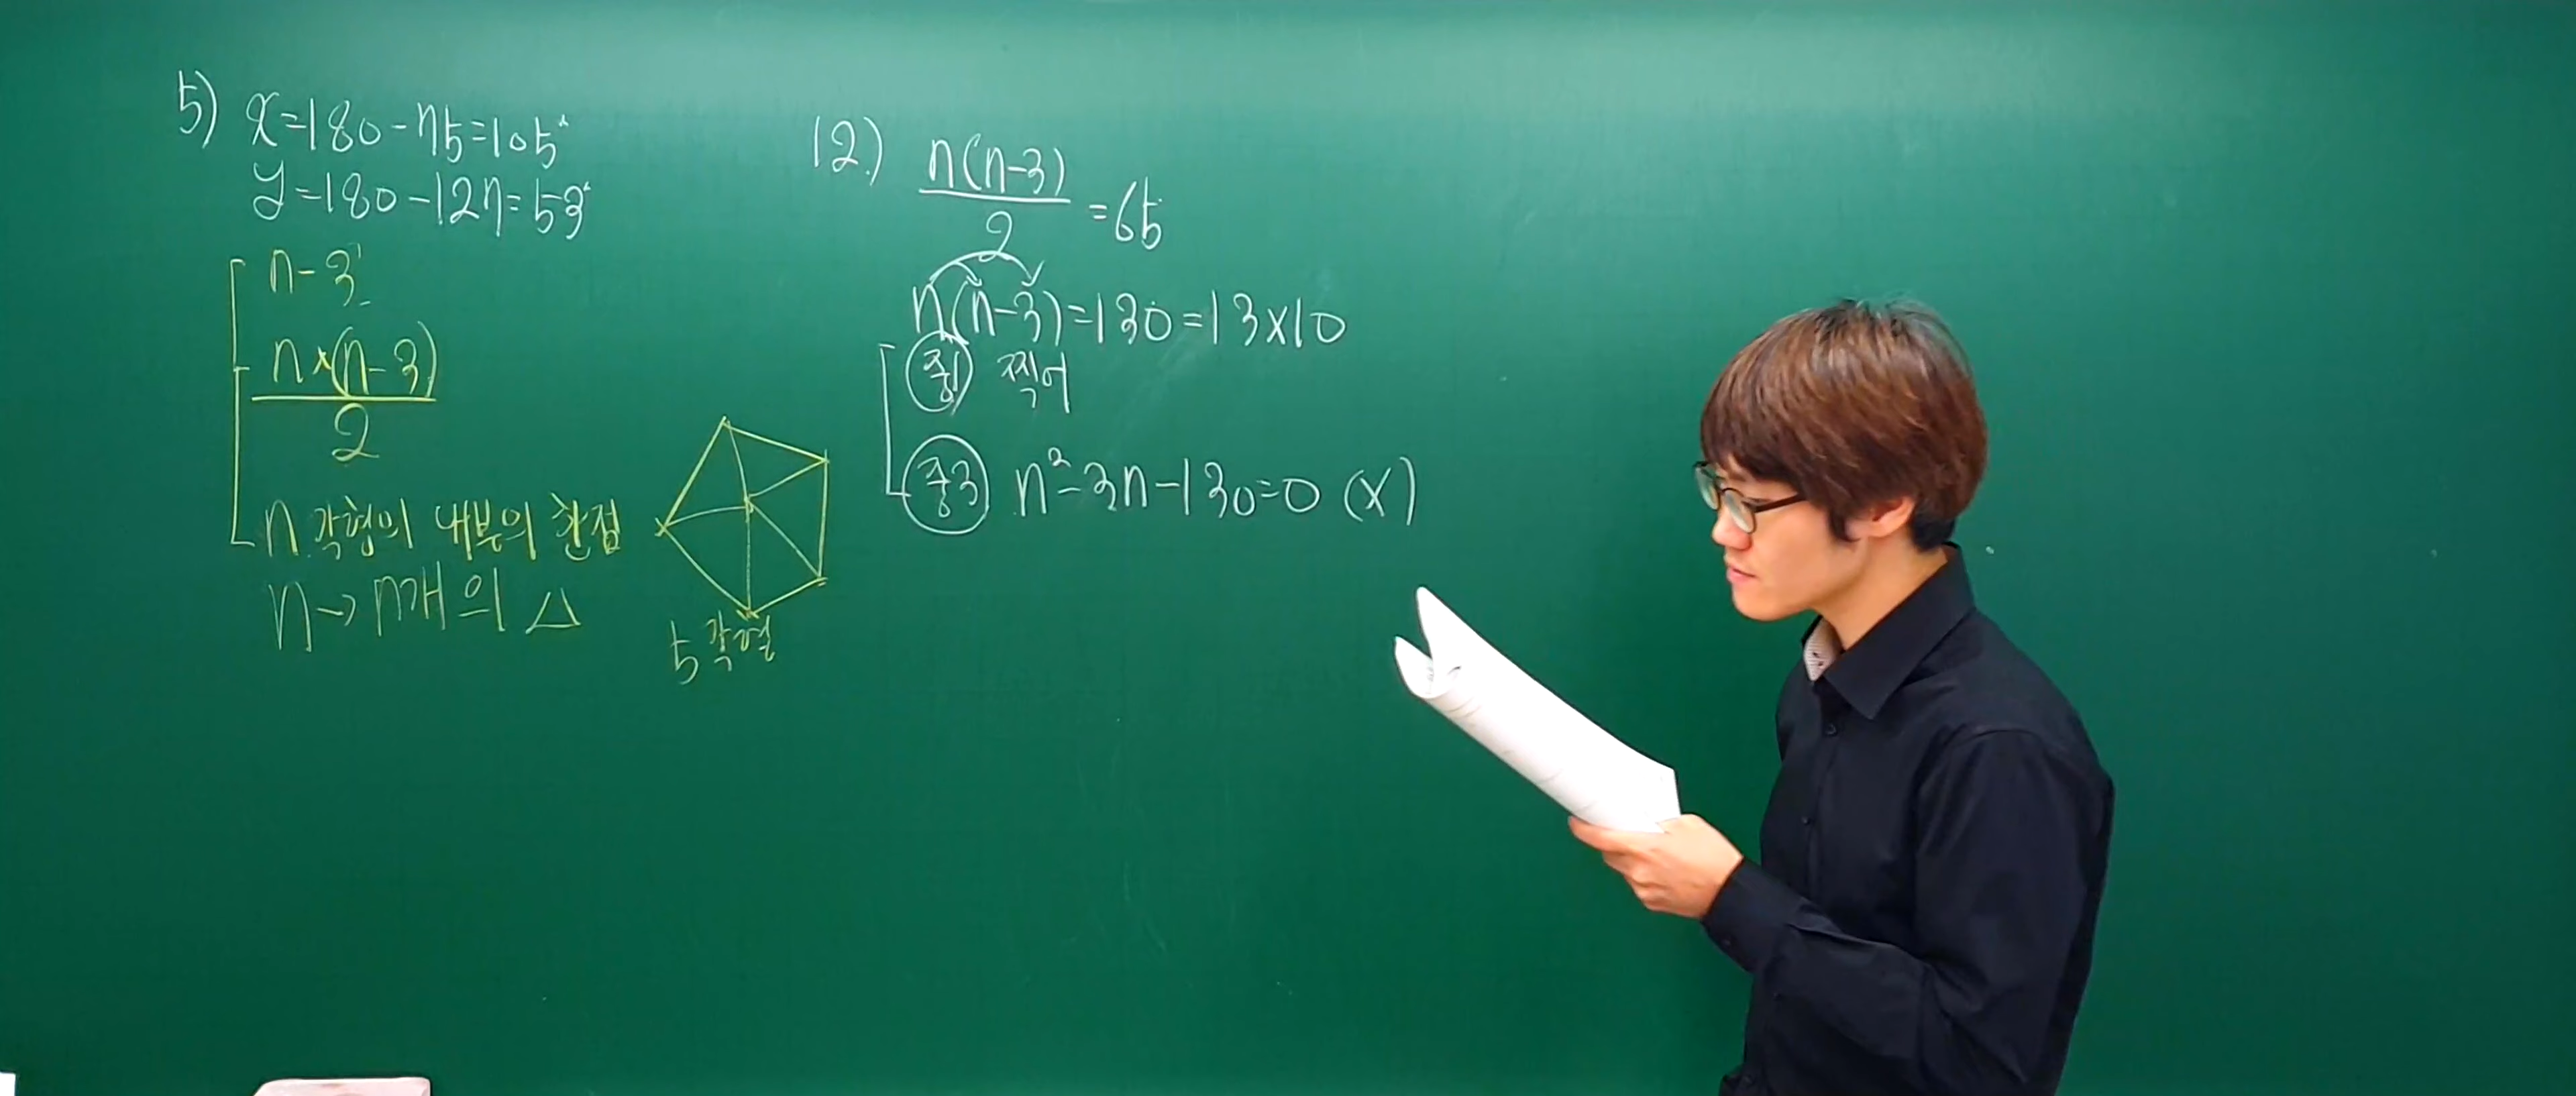 5) x=180-75=105°
y=180-127=53°
n-3
n×(n-3)
2
n각형의 내부의 한점
n→n개의 △
5각형
12) n(n-3)
2
=65
n(n-3)=130=13×10
중1 찍어
중3 n²-3n-130=0 (X)